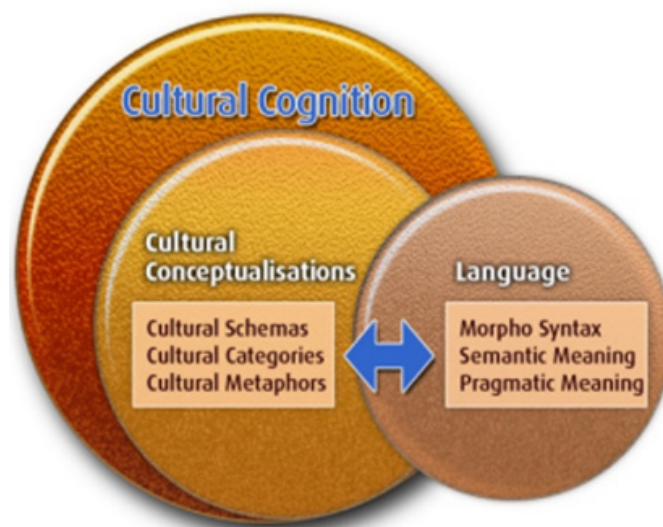 Cultural Cognition
Cultural
Conceptualisations
Cultural Schemas
Cultural Categories
Cultural Metaphors
Language
Morpho Syntax
Semantic Meaning
Pragmatic Meaning